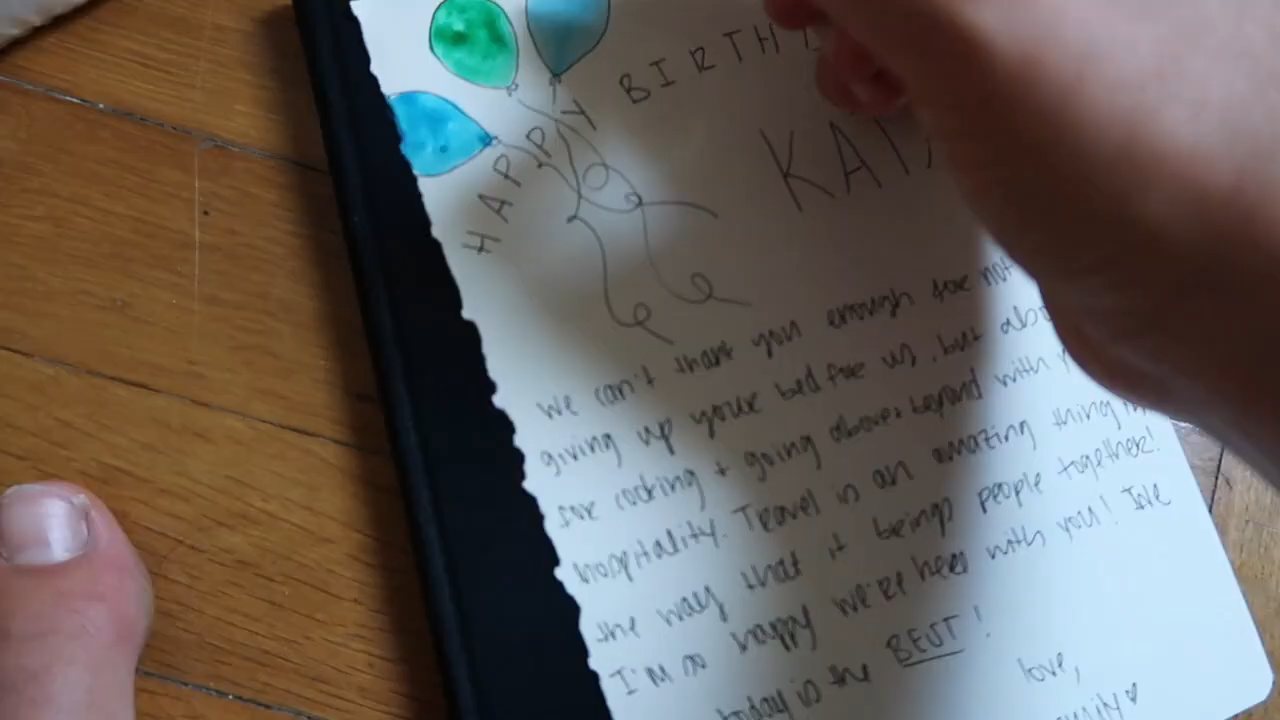 HAPPY BIRTH
KAI
We can't thank you enough for not
giving up your bed for us, but also
for cooking + going above + beyond with
hospitality. Travel is an amazing thing in
the way that it brings people together!
I'm so happy we're here with you!
today is the BEST!
love,